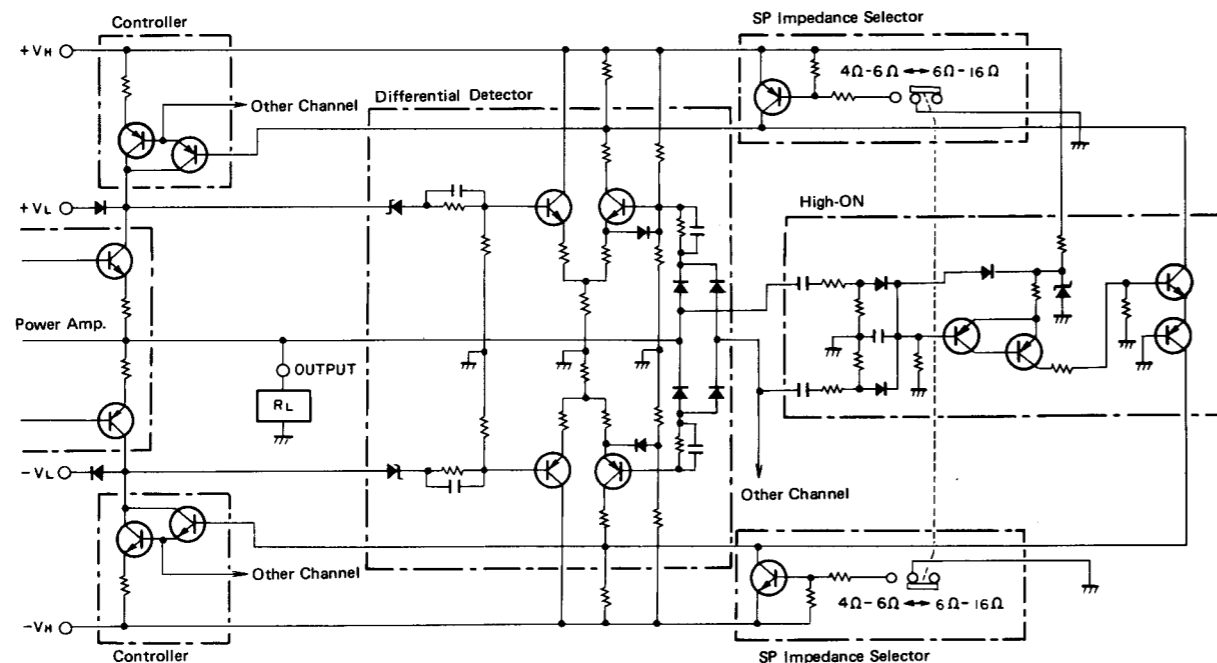 Controller
SP Impedance Selector
+VH
4Ω-6Ω ↔ 6Ω-16Ω
Other Channel
Differential Detector
+VL
High-ON
Power Amp.
OUTPUT
RL
-VL
Other Channel
Other Channel
4Ω-6Ω ↔ 6Ω-16Ω
-VH
Controller
SP Impedance Selector